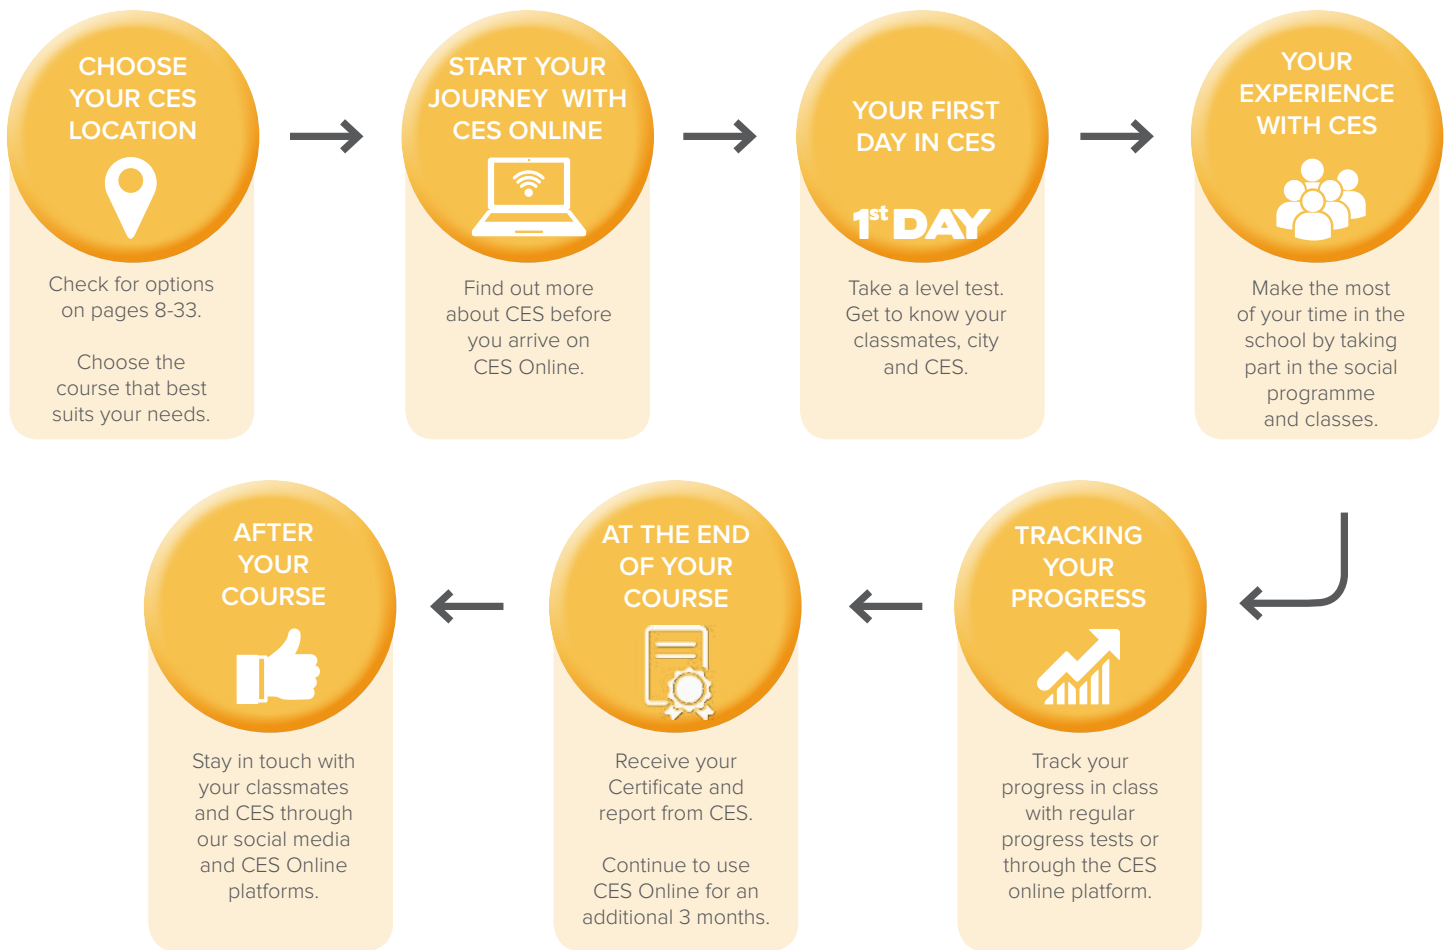 CHOOSE
YOUR CES
LOCATION
Check for options
on pages 8-33.
Choose the
course that best
suits your needs.
START YOUR
JOURNEY WITH
CES ONLINE
Find out more
about CES before
you arrive on
CES Online.
YOUR FIRST
DAY IN CES
1st DAY
Take a level test.
Get to know your
classmates, city
and CES.
YOUR
EXPERIENCE
WITH CES
Make the most
of your time in the
school by taking
part in the social
programme
and classes.
TRACKING
YOUR
PROGRESS
Track your
progress in class
with regular
progress tests or
through the CES
online platform.
AT THE END
OF YOUR
COURSE
Receive your
Certificate and
report from CES.
Continue to use
CES Online for an
additional 3 months.
AFTER
YOUR
COURSE
Stay in touch with
your classmates
and CES through
our social media
and CES Online
platforms.